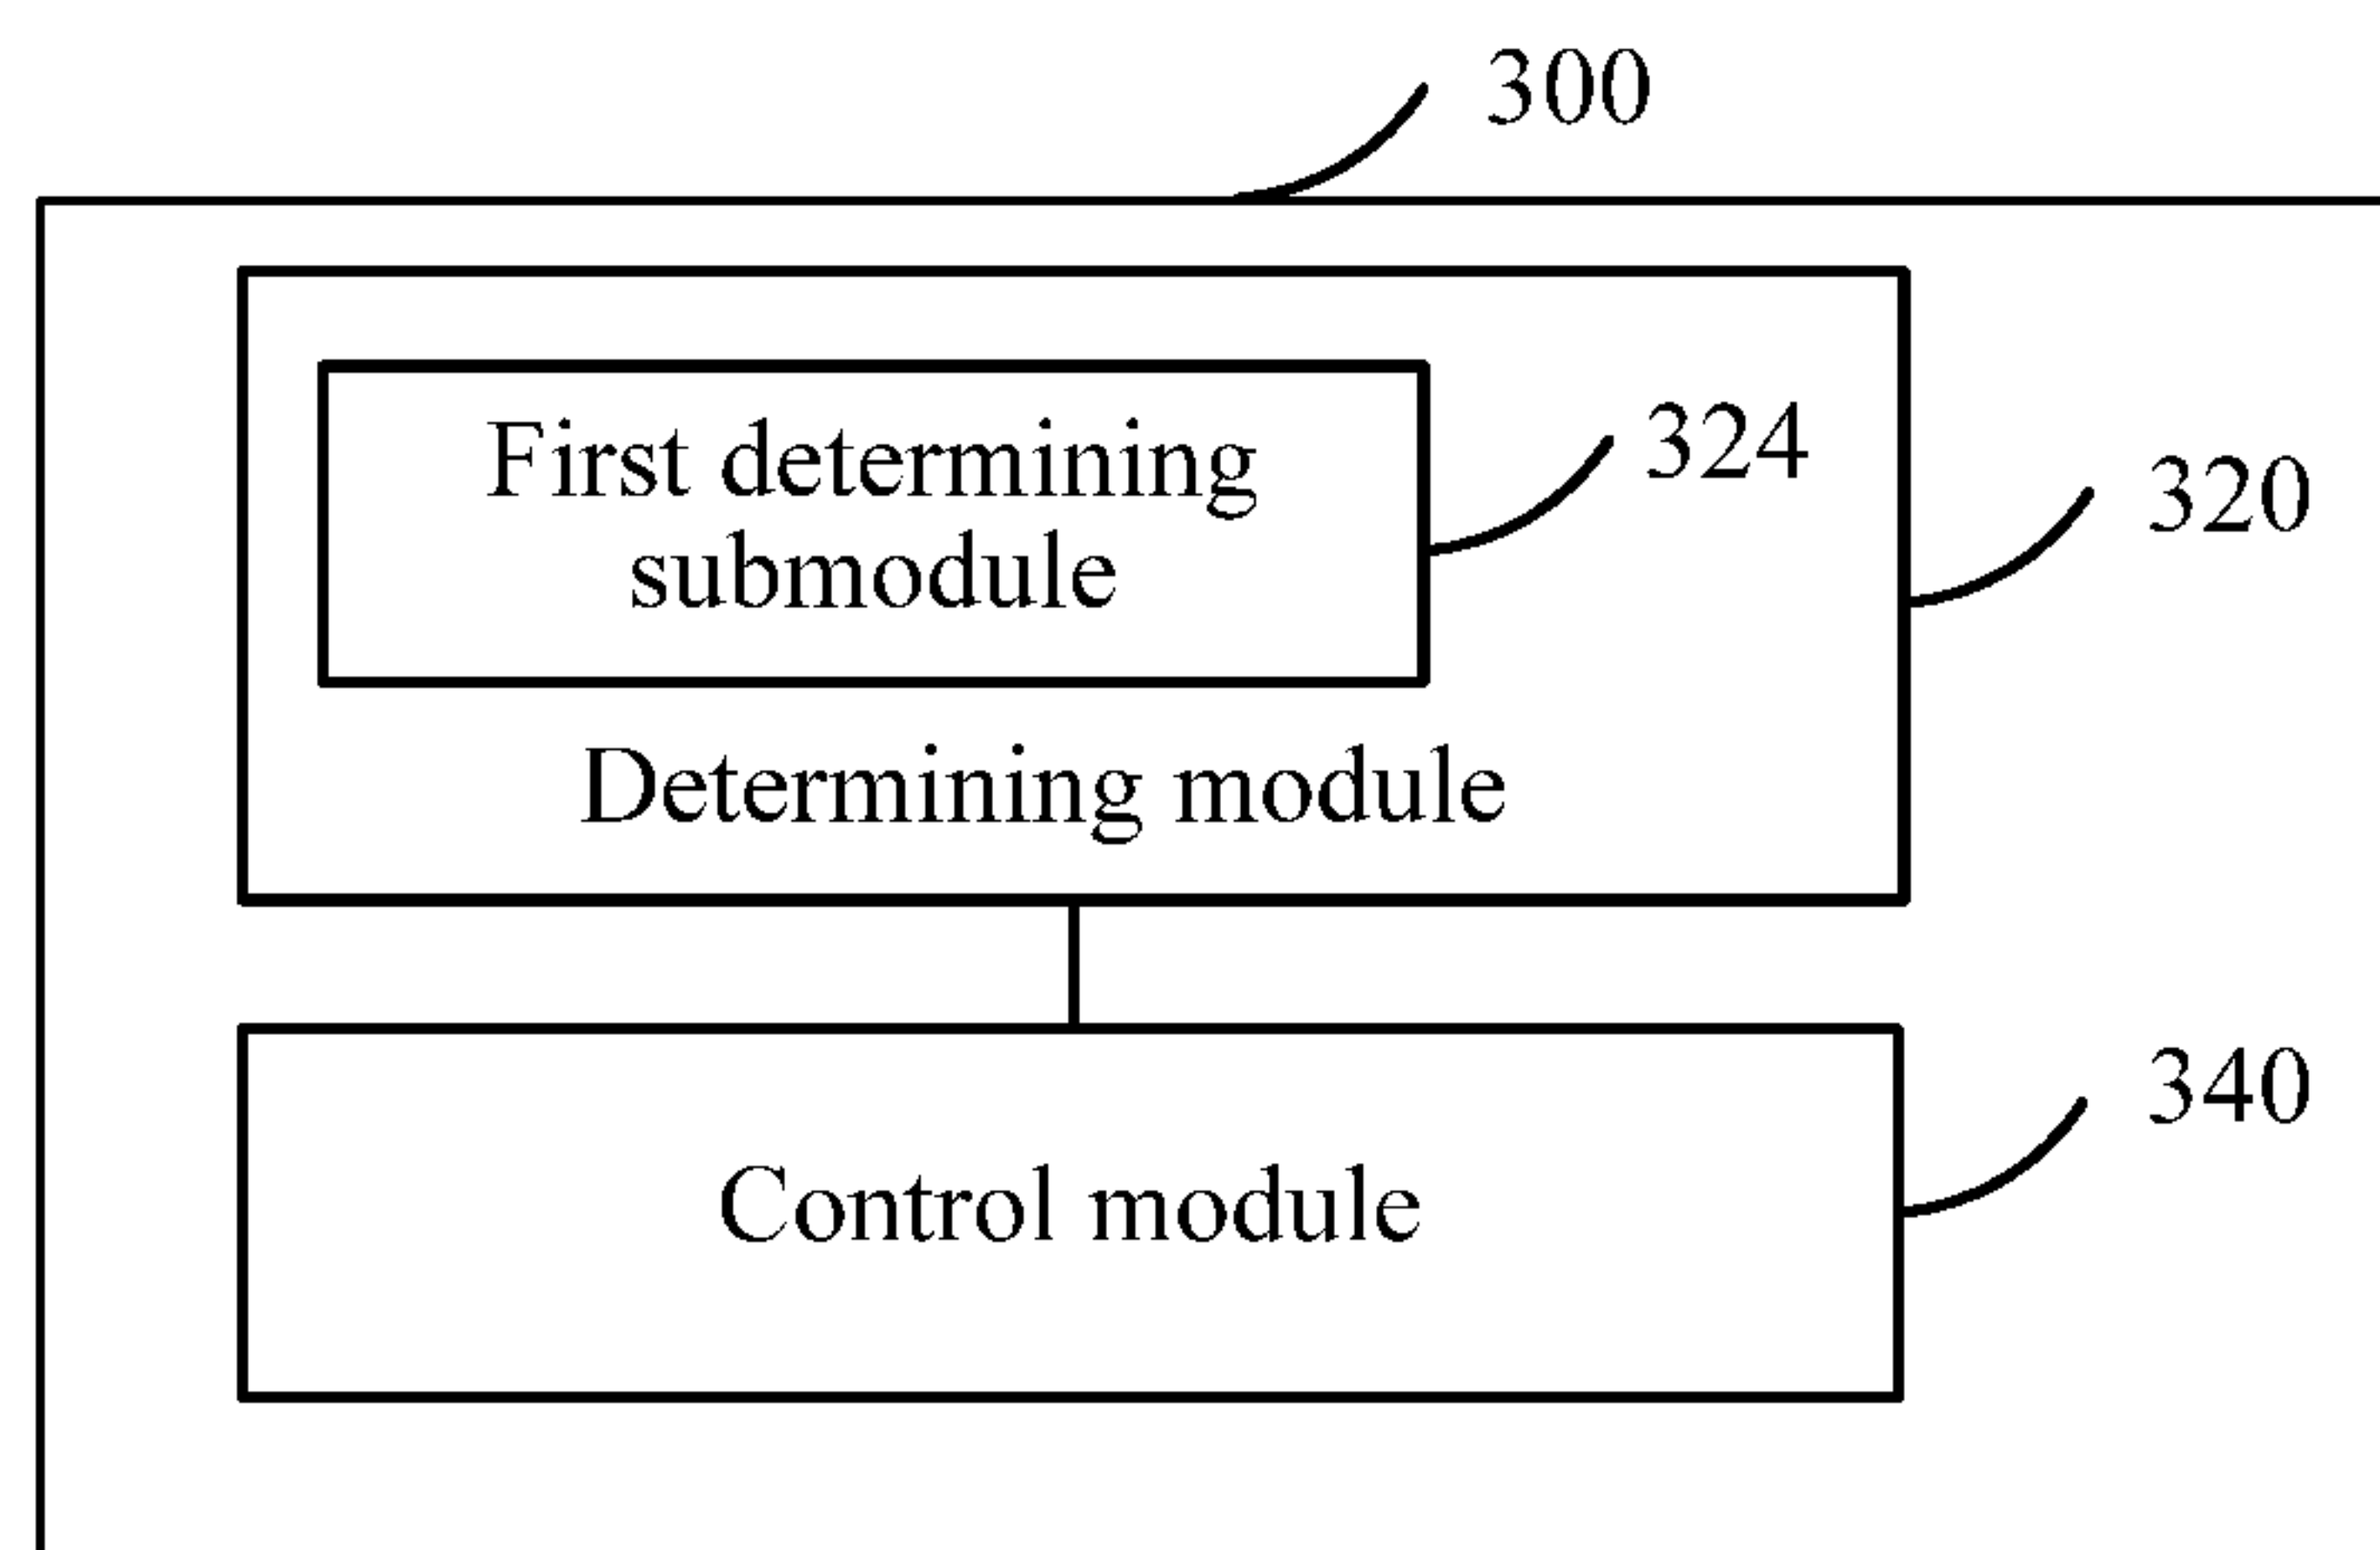 300
First determining
submodule
324
320
Determining module
340
Control module